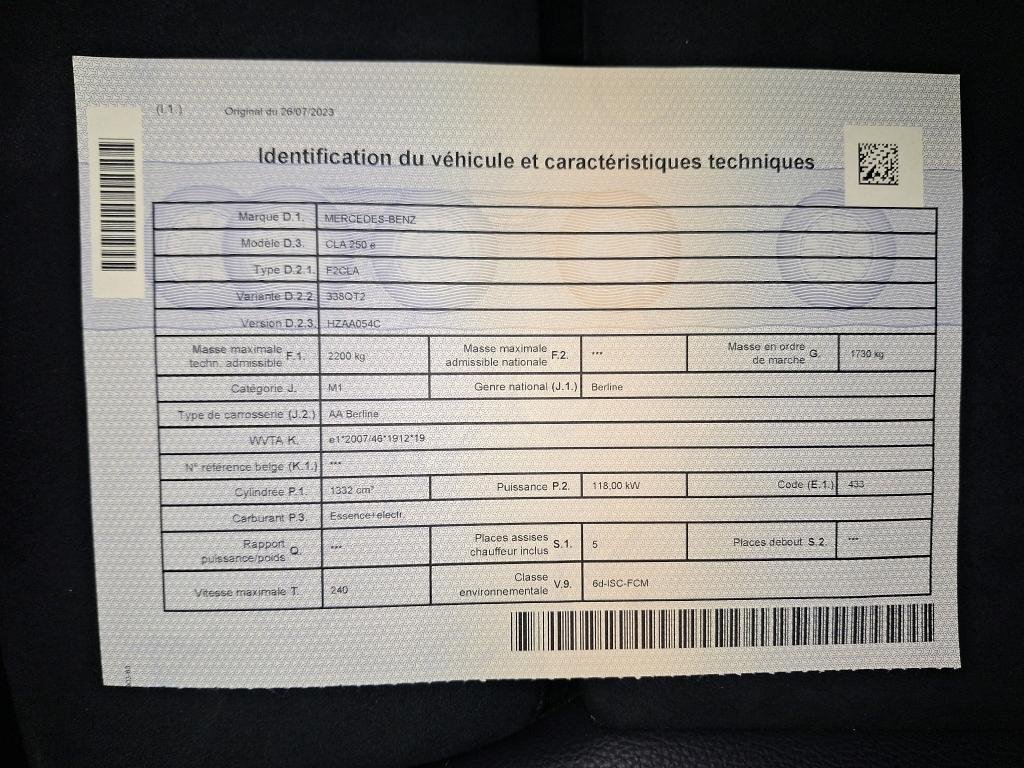 (I.1.) Original du 26/07/2023
Identification du véhicule et caractéristiques techniques
Marque D.1. MERCEDES-BENZ
Modèle D.3. CLA 250 e
Type D.2.1. F2CLA
Variante D.2.2. 338QT2
Version D.2.3. HZAA054C
Masse maximale techn. admissible F.1. 2200 kg Masse maximale admissible nationale F.2. *** Masse en ordre de marche G. 1730 kg
Catégorie J. M1 Genre national (J.1.) Berline
Type de carrosserie (J.2.) AA Berline
WVTA K. e1*2007/46*1912*19
N° référence belge (K.1.) ***
Cylindrée P.1. 1332 cm³ Puissance P.2. 118,00 kW Code (E.1.) 433
Carburant P.3. Essence+electr.
Rapport puissance/poids Q. *** Places assises chauffeur inclus S.1. 5 Places debout S.2. ***
Vitesse maximale T. 240 Classe environnementale V.9. 6d-ISC-FCM